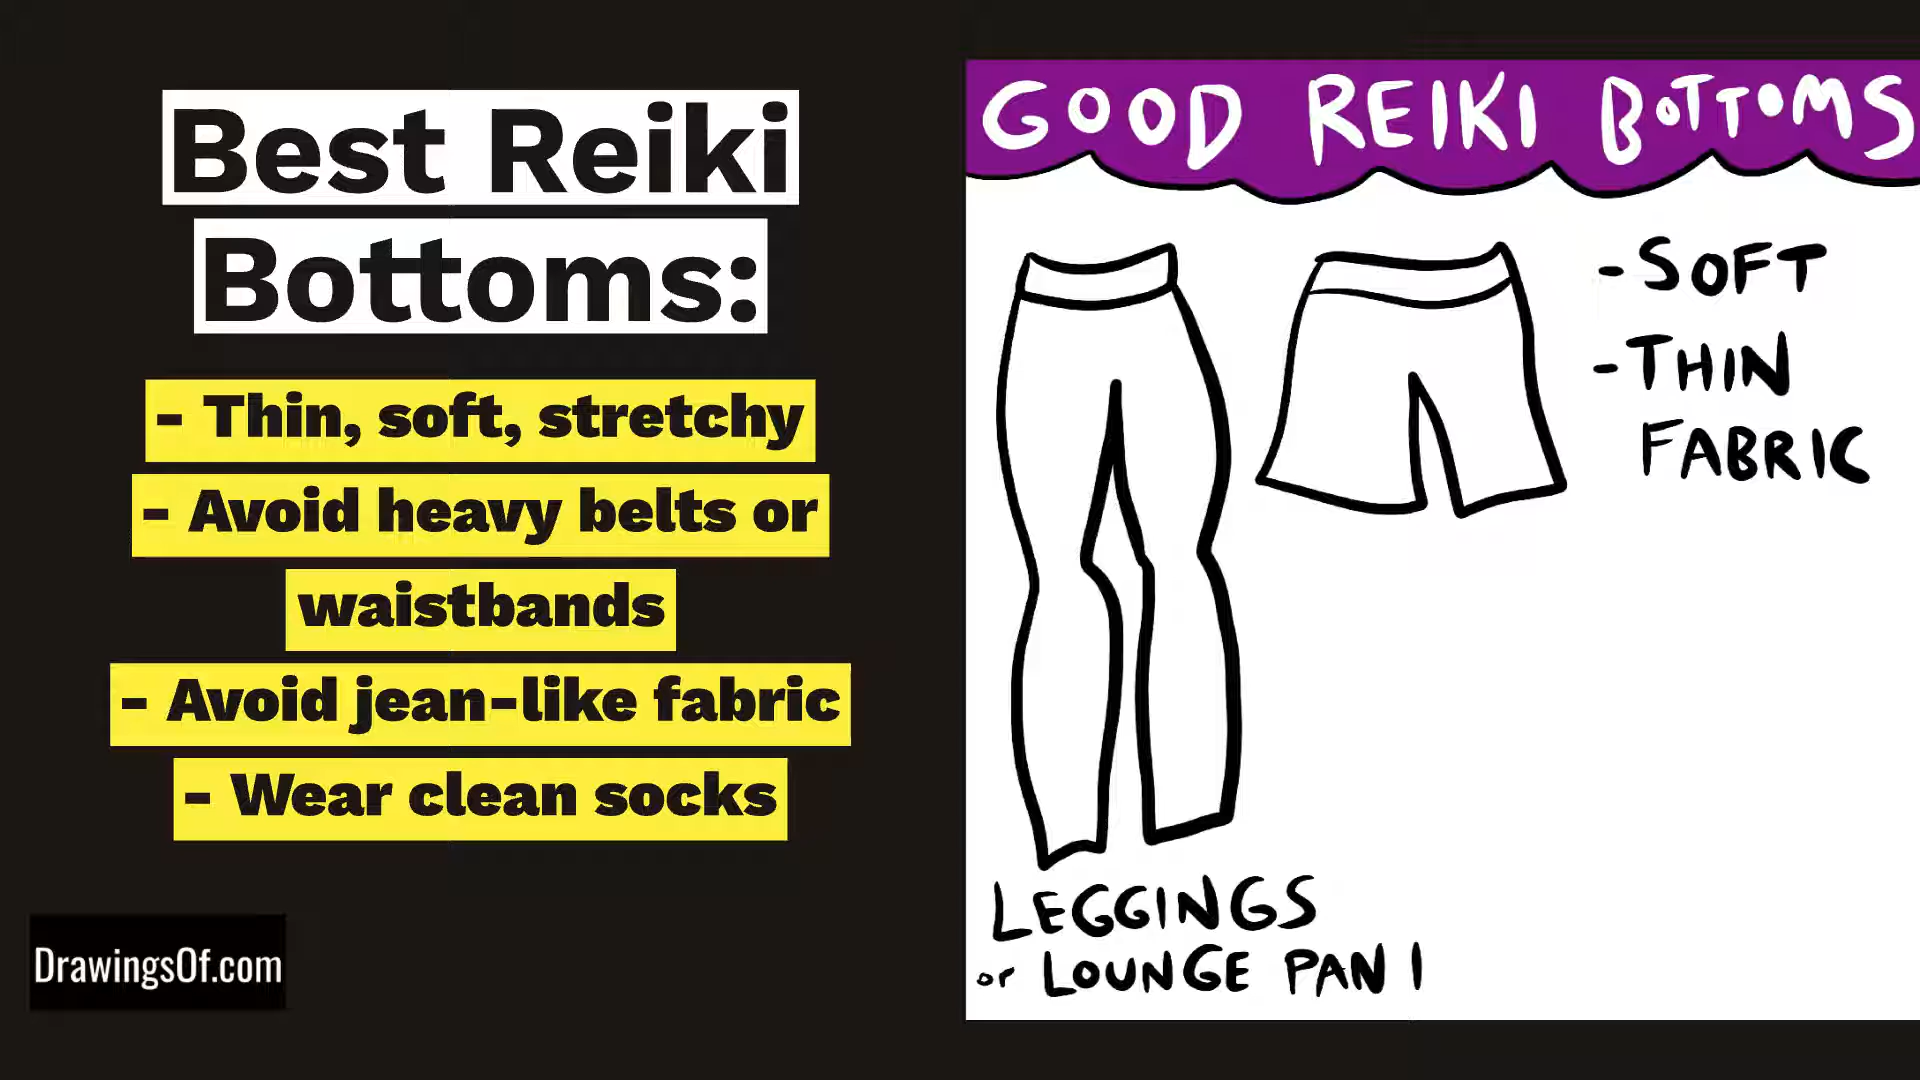 Best Reiki
Bottoms:
- Thin, soft, stretchy
- Avoid heavy belts or
waistbands
- Avoid jean-like fabric
- Wear clean socks
DrawingsOf.com
GOOD REIKI BOTTOMS
- SOFT
- THIN
FABRIC
LEGGINGS
or LOUNGE PAN I